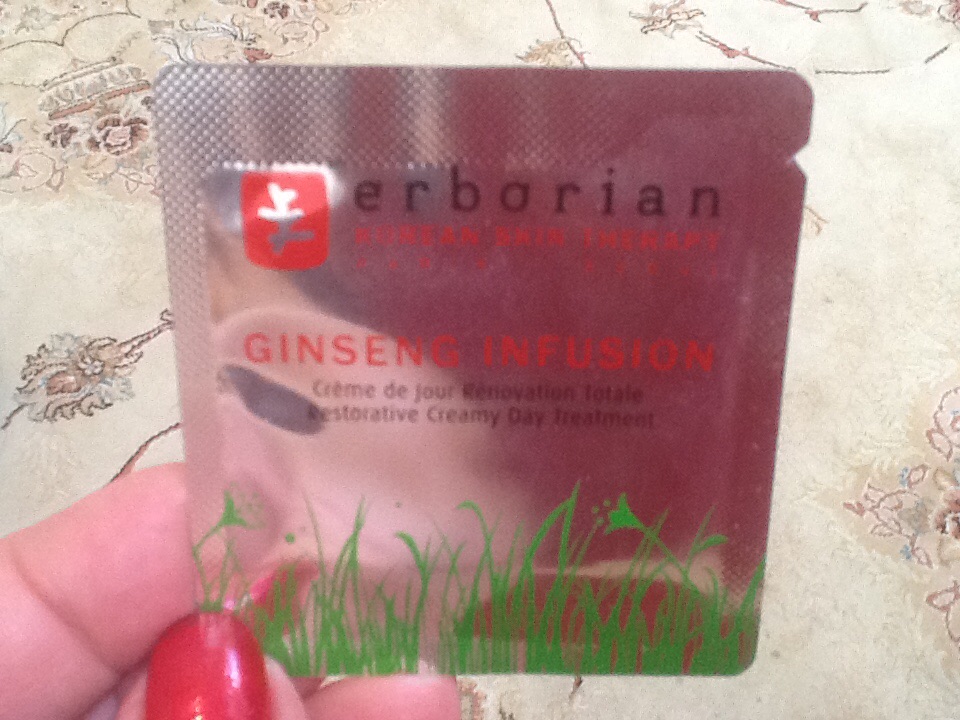 erborian
KOREAN SKIN THERAPY
GINSENG INFUSION
Crème de jour Rénovation Totale
Restorative Creamy Day Treatment